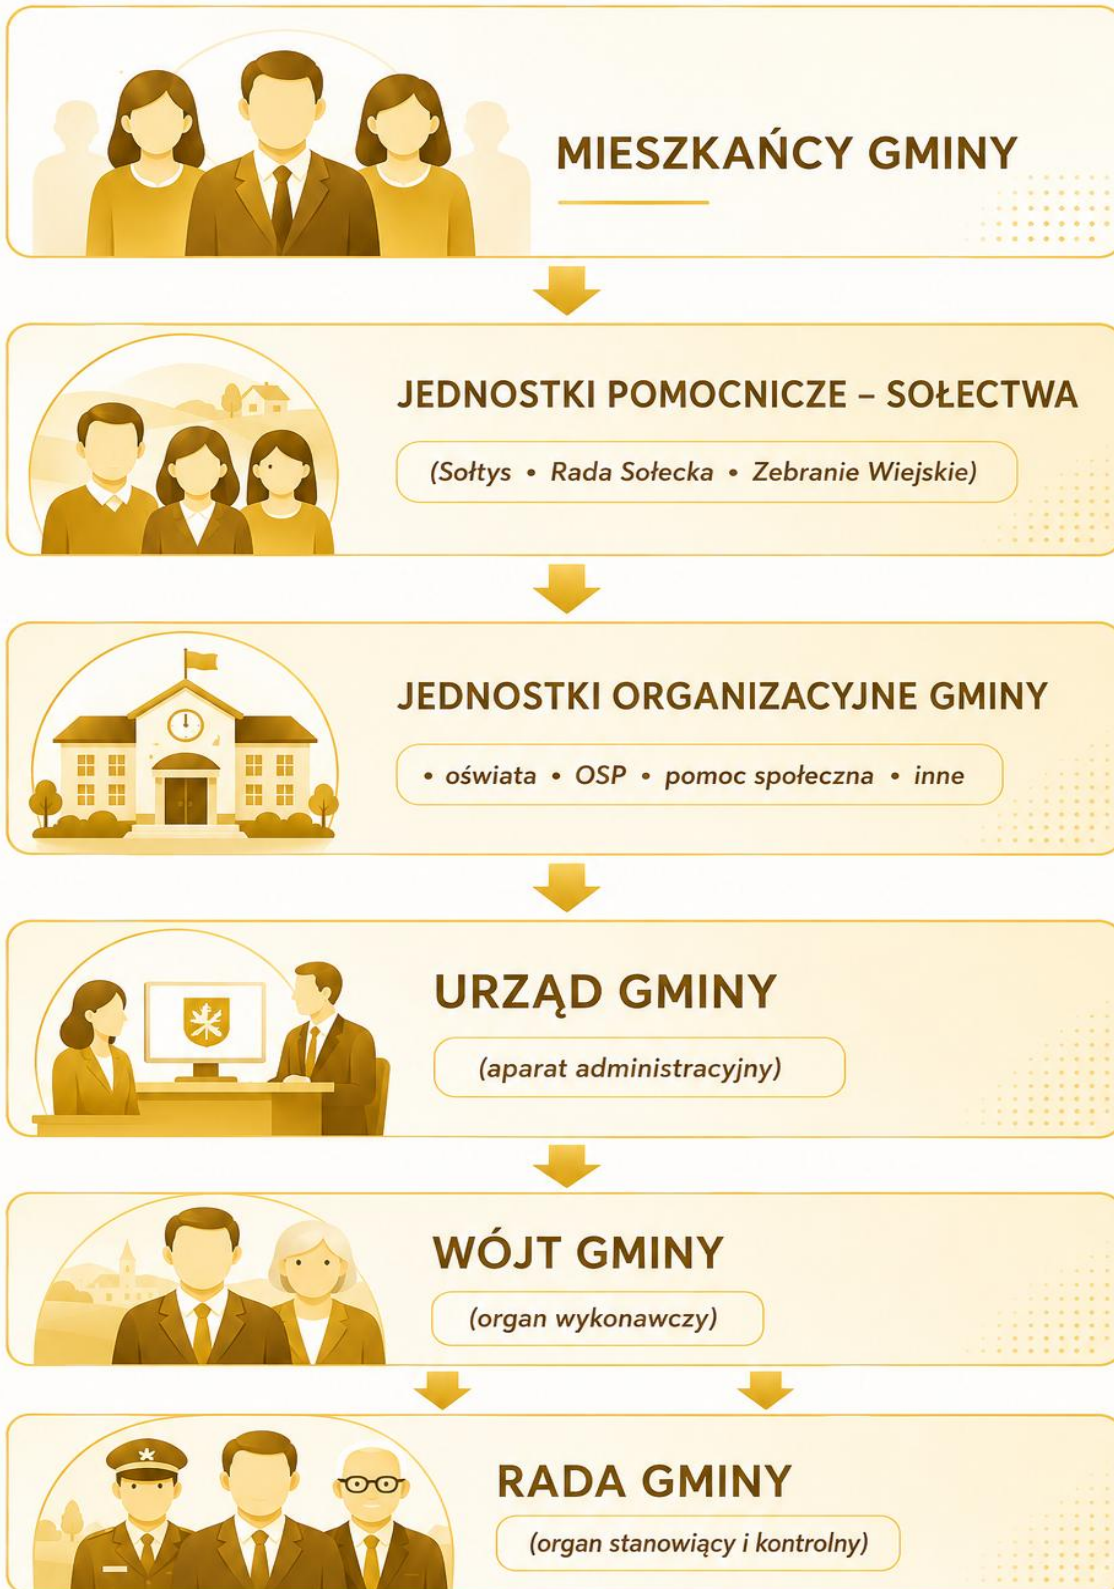 MIESZKAŃCY GMINY
JEDNOSTKI POMOCNICZE – SOŁECTWA
(Sołtys • Rada Sołecka • Zebranie Wiejskie)
JEDNOSTKI ORGANIZACYJNE GMINY
• oświata • OSP • pomoc społeczna • inne
URZĄD GMINY
(aparat administracyjny)
WÓJT GMINY
(organ wykonawczy)
RADA GMINY
(organ stanowiący i kontrolny)